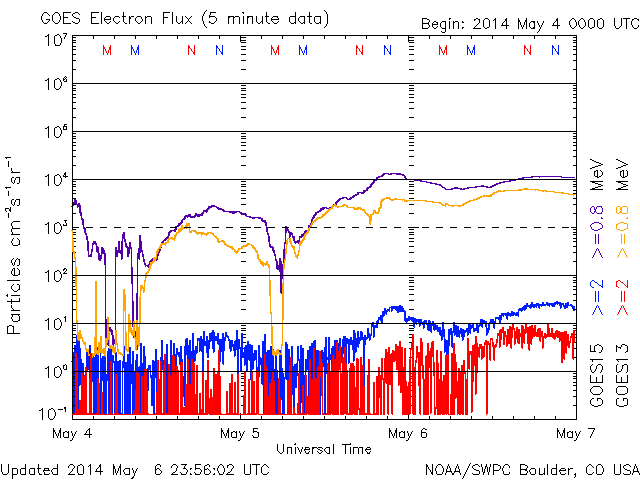 GOES Electron Flux (5 minute data)
Begin: 2014 May 4 0000 UTC
10⁷
M M N N M M N N M M N N
10⁶
10⁵
10⁴
10³
10²
10¹
10⁰
10⁻¹
Particles cm⁻²s⁻¹sr⁻¹
May 4 May 5 May 6 May 7
Universal Time
GOES15 >=2 >=0.8 MeV
GOES13 >=2 >=0.8 MeV
Updated 2014 May 6 23:56:02 UTC
NOAA/SWPC Boulder, CO USA